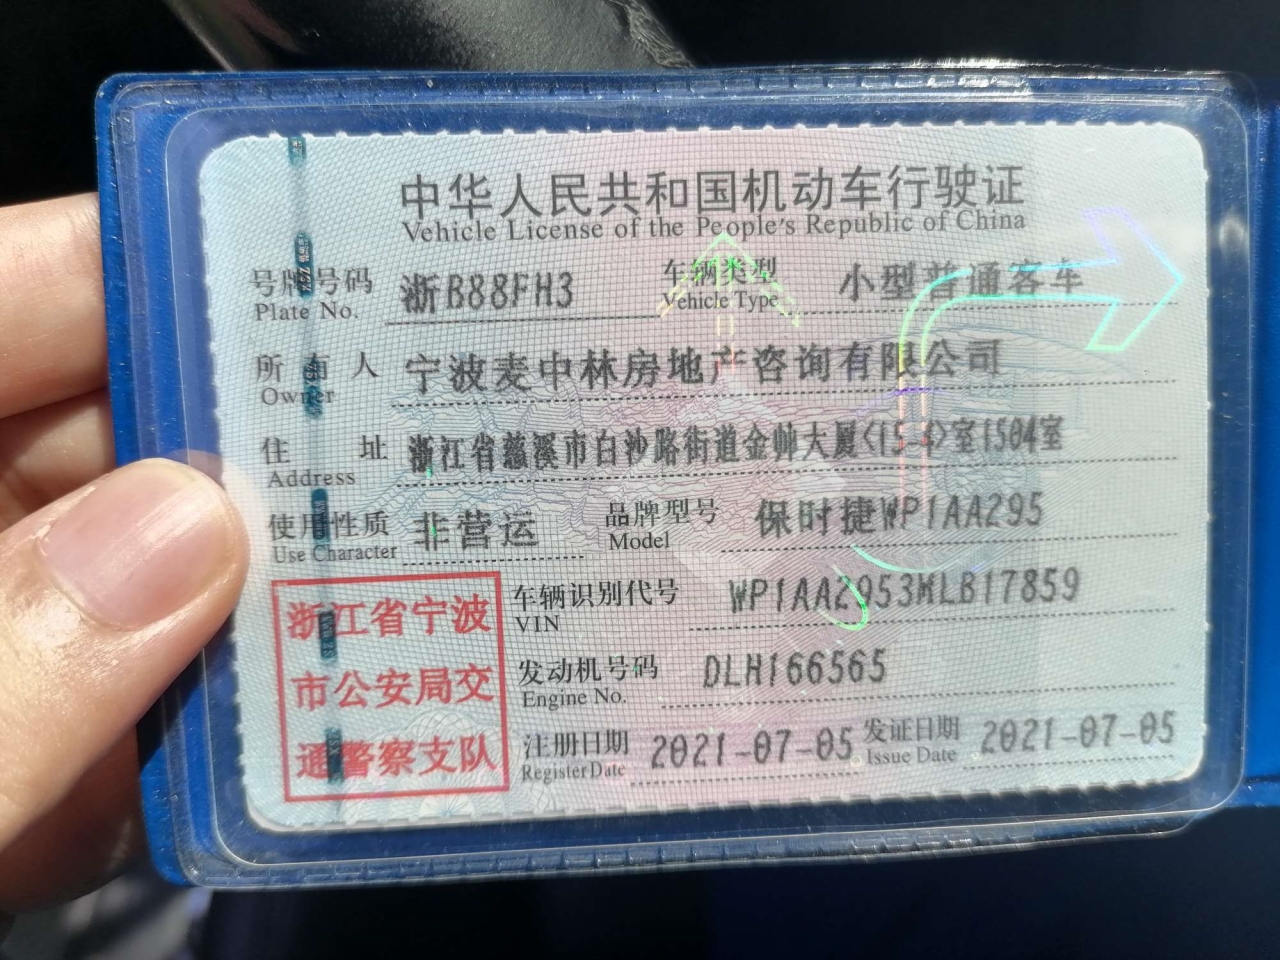 中华人民共和国机动车行驶证
Vehicle License of the People's Republic of China
号牌号码 浙B88FH3 车辆类型 小型普通客车
Plate No. Vehicle Type
所有人 宁波麦中林房地产咨询有限公司
Owner
住址 浙江省慈溪市白沙路街道金帅大厦<15-4>室1504室
Address
使用性质 非营运 品牌型号 保时捷WP1AA295
Use Character Model
浙江省宁波
市公安局交
通警察支队
车辆识别代号 WP1AA2953MLB17859
VIN
发动机号码 DLH166565
Engine No.
注册日期 2021-07-05 发证日期 2021-07-05
Register Date Issue Date